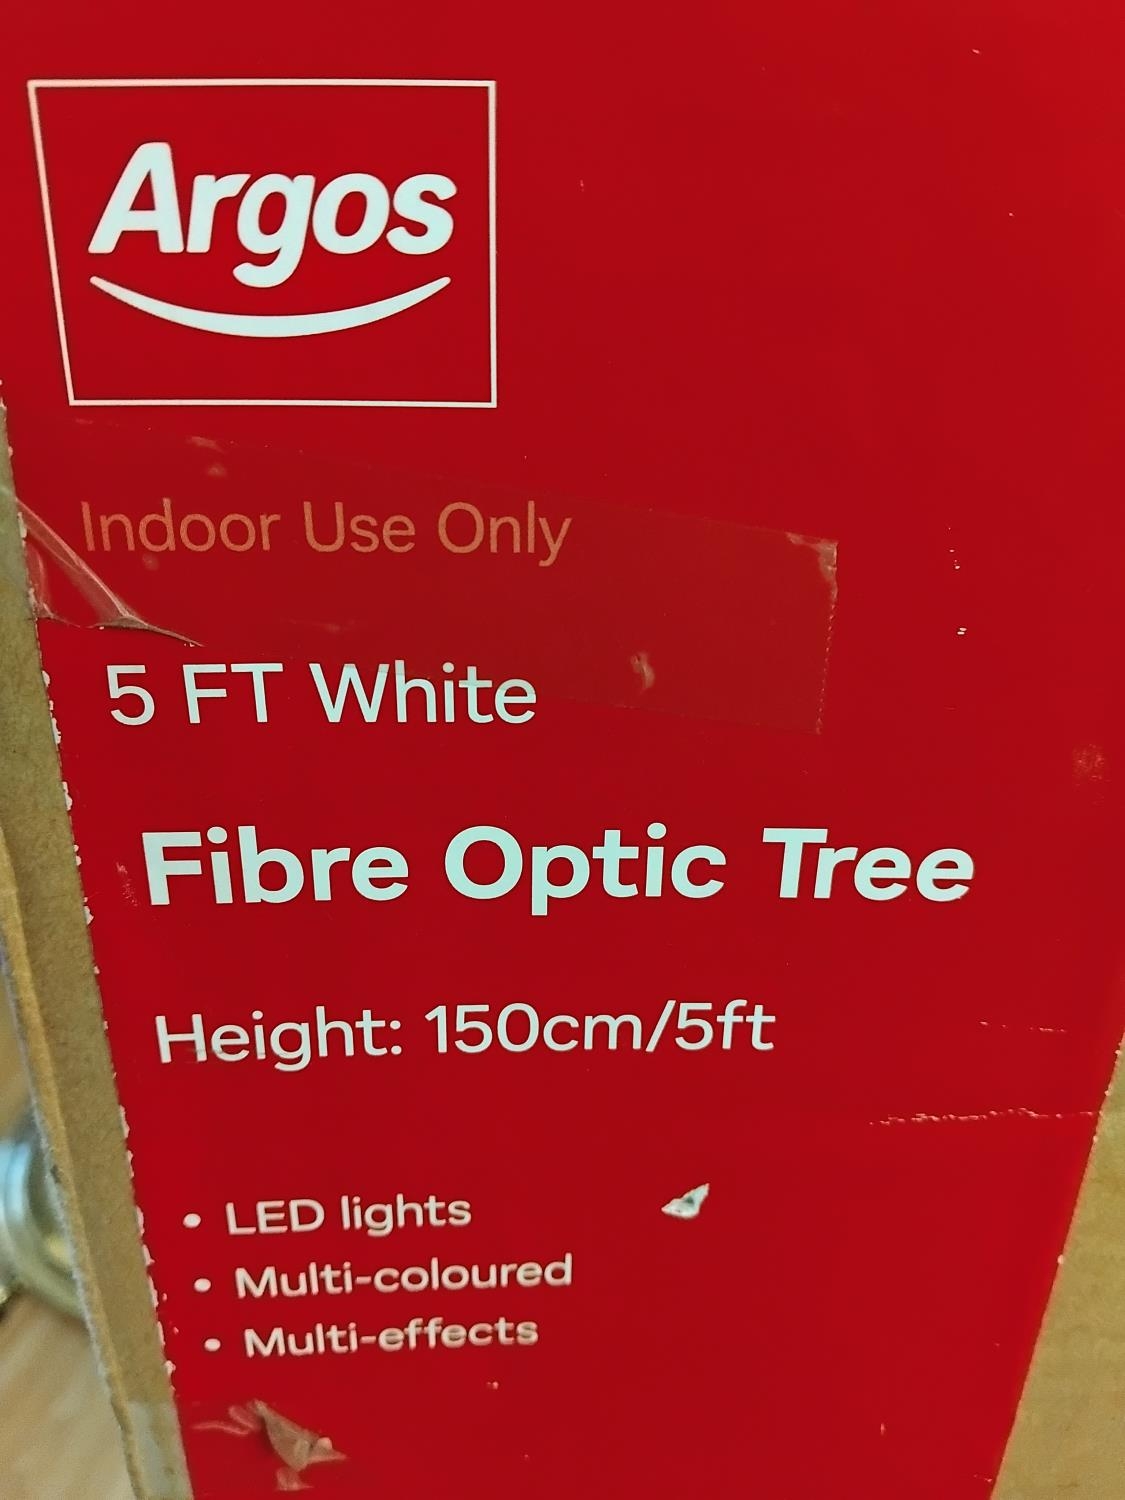 Argos
Indoor Use Only
5 FT White
Fibre Optic Tree
Height: 150cm/5ft
• LED lights
• Multi-coloured
• Multi-effects